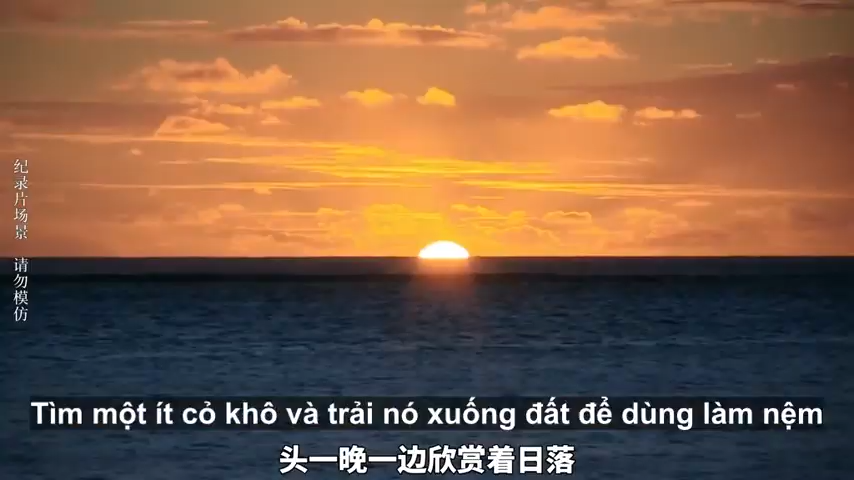 纪录片场景 请勿模仿
Tìm một ít cỏ khô và trải nó xuống đất để dùng làm nệm
头一晚一边欣赏着日落